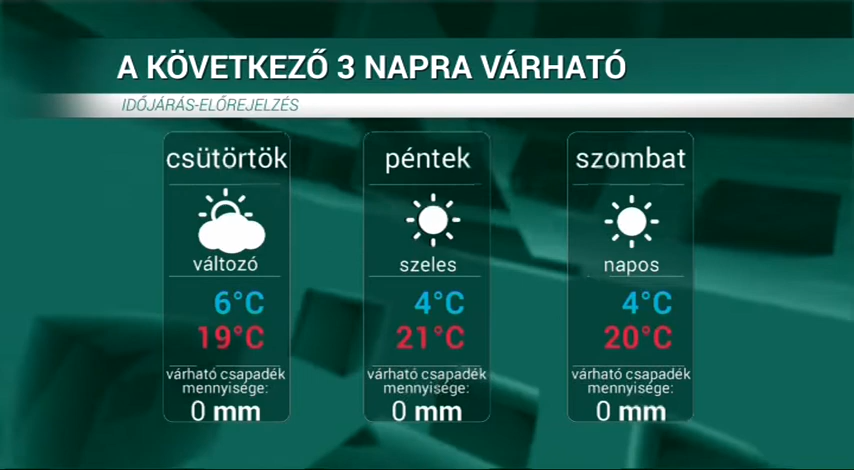 A KÖVETKEZŐ 3 NAPRA VÁRHATÓ
IDŐJÁRÁS-ELŐREJELZÉS
csütörtök
változó
6°C
19°C
várható csapadék
mennyisége:
0 mm
péntek
szeles
4°C
21°C
várható csapadék
mennyisége:
0 mm
szombat
napos
4°C
20°C
várható csapadék
mennyisége:
0 mm